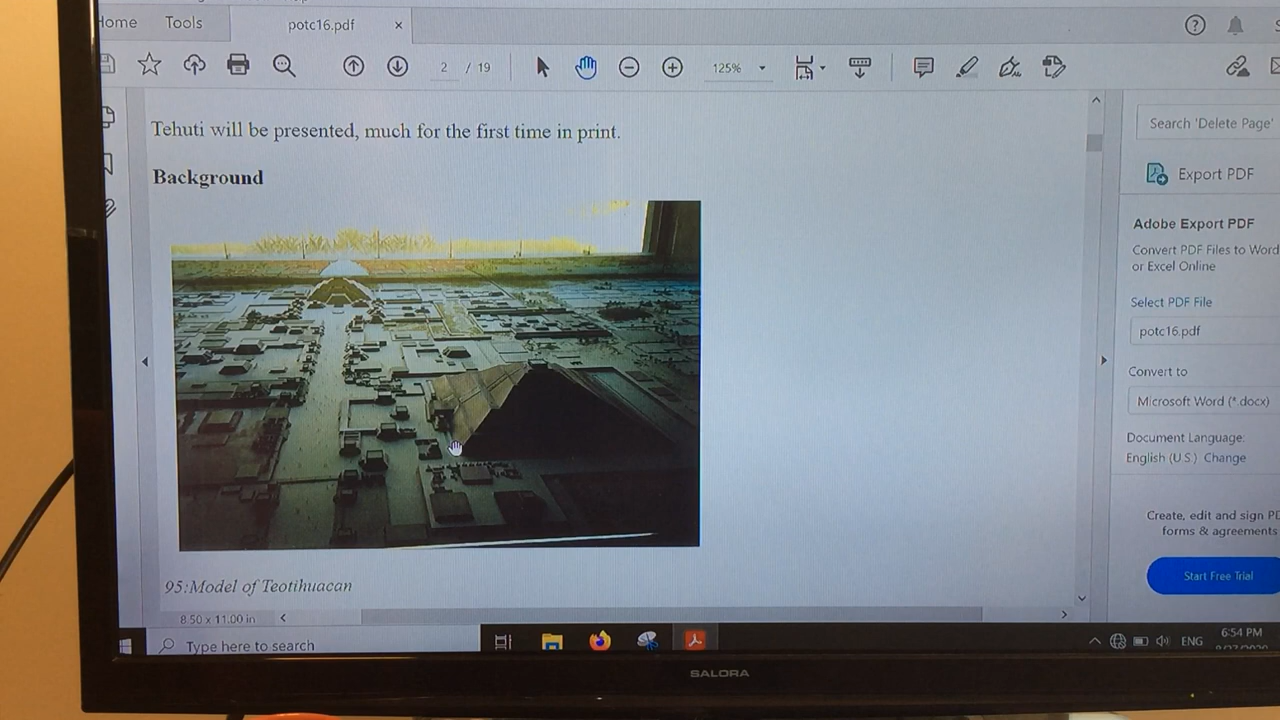 Home Tools potc16.pdf ×
2 / 19 125%
Tehuti will be presented, much for the first time in print.
Background
95:Model of Teotihuacan
8.50 x 11.00 in
Search 'Delete Page'
Export PDF
Adobe Export PDF
Convert PDF Files to Word
or Excel Online
Select PDF File
potc16.pdf
Convert to
Microsoft Word (*.docx)
Document Language:
English (U.S.) Change
Create, edit and sign PD
forms & agreements
Start Free Trial
Type here to search
ENG
6:54 PM
SALORA